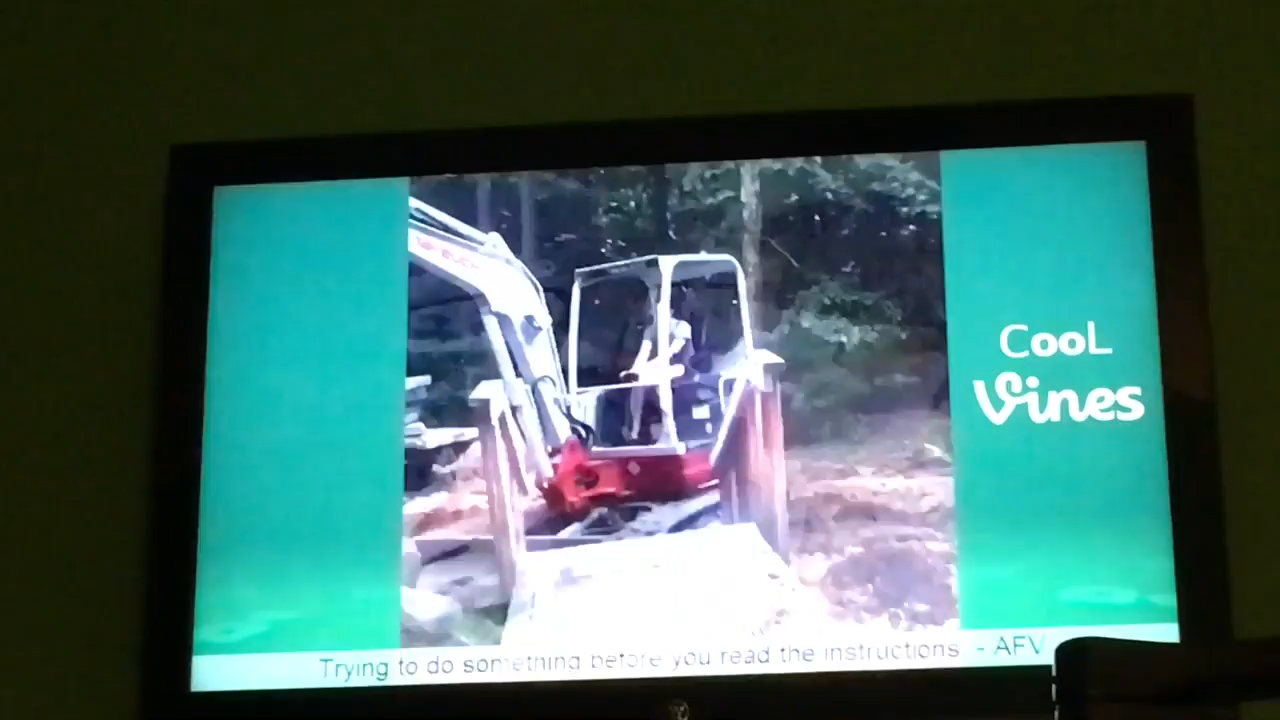 CooL
Vines
Trying to do something before you read the instructions - AFV